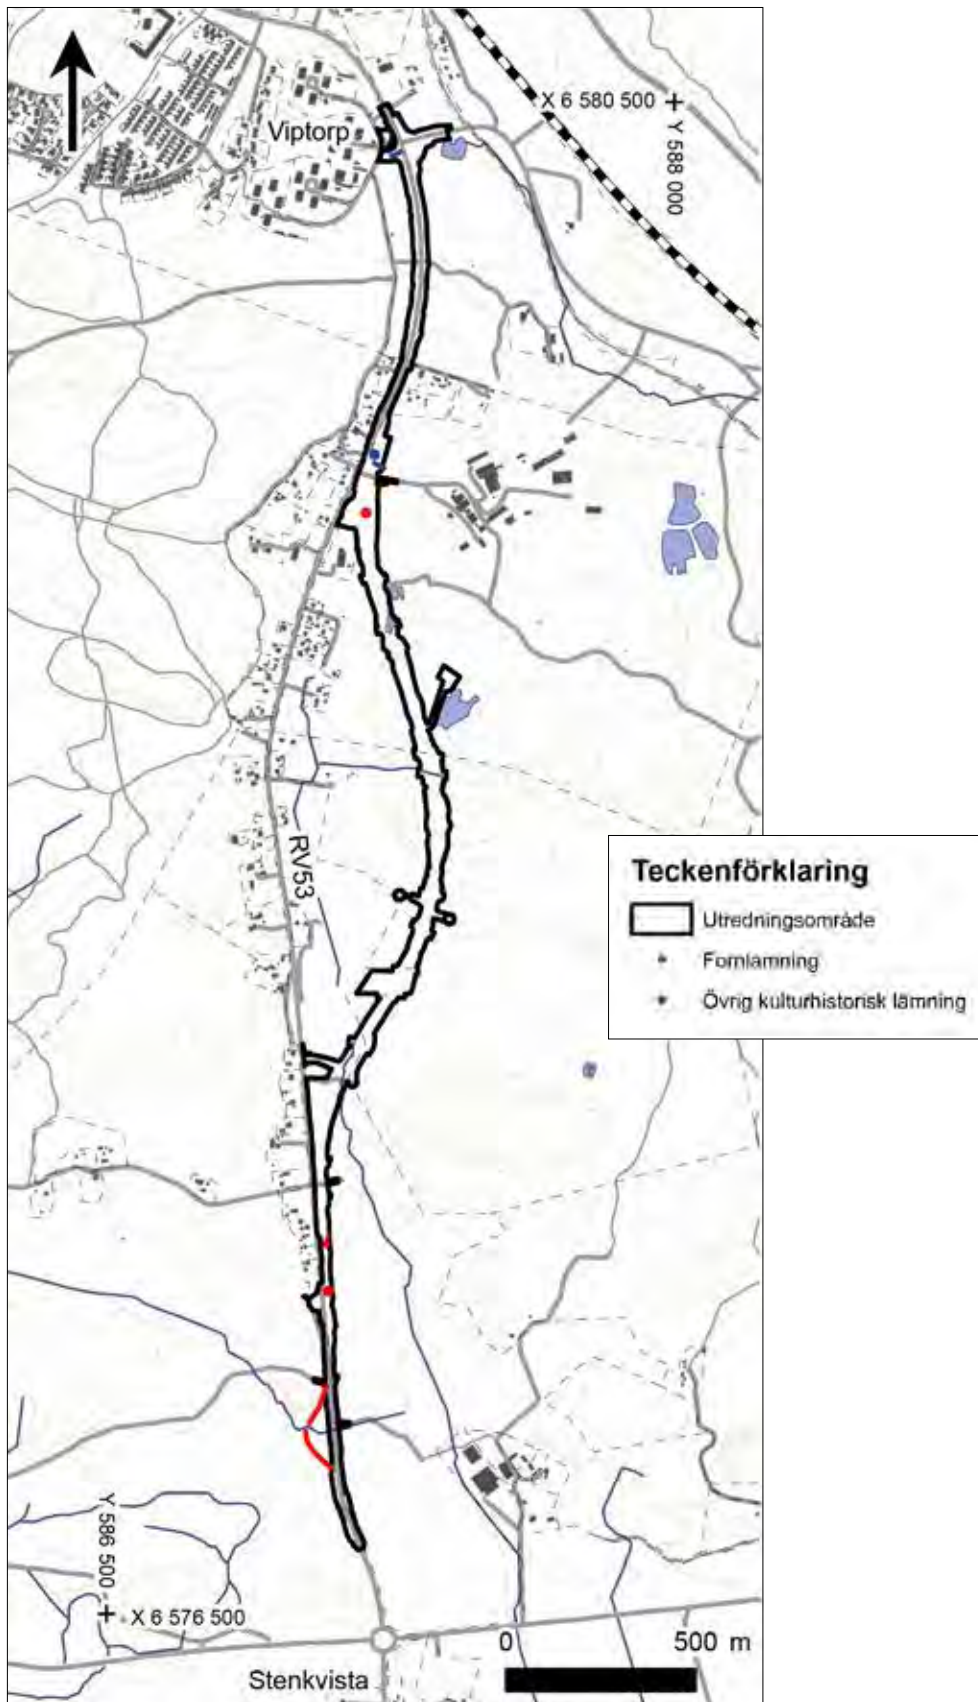 X 6 580 500
Y 588 000
Viptorp
RV53
Teckenförklaring
Utredningsområde
Fornlämning
Övrig kulturhistorisk lämning
Y 586 500
X 6 576 500
0 500 m
Stenkvista